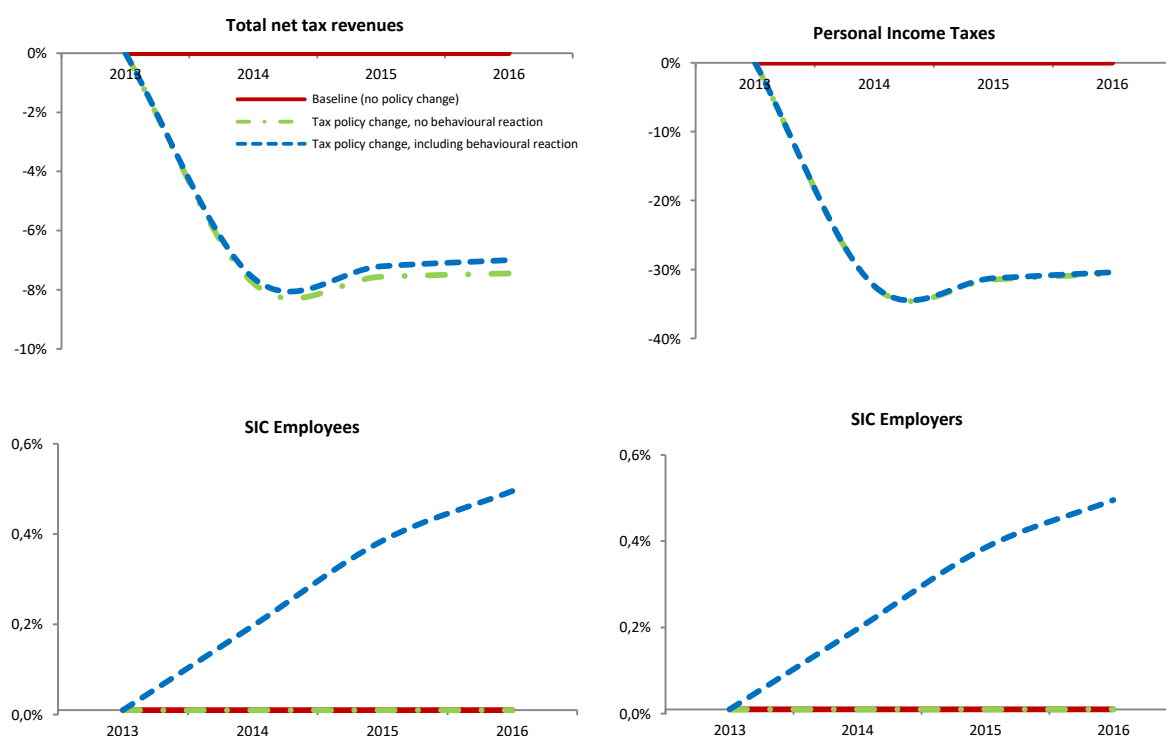 Total net tax revenues
0%
-2%
-4%
-6%
-8%
-10%
2013 2014 2015 2016
Baseline (no policy change)
Tax policy change, no behavioural reaction
Tax policy change, including behavioural reaction
Personal Income Taxes
0%
-10%
-20%
-30%
-40%
2013 2014 2015 2016
SIC Employees
0,6%
0,4%
0,2%
0,0%
2013 2014 2015 2016
SIC Employers
0,6%
0,4%
0,2%
0,0%
2013 2014 2015 2016